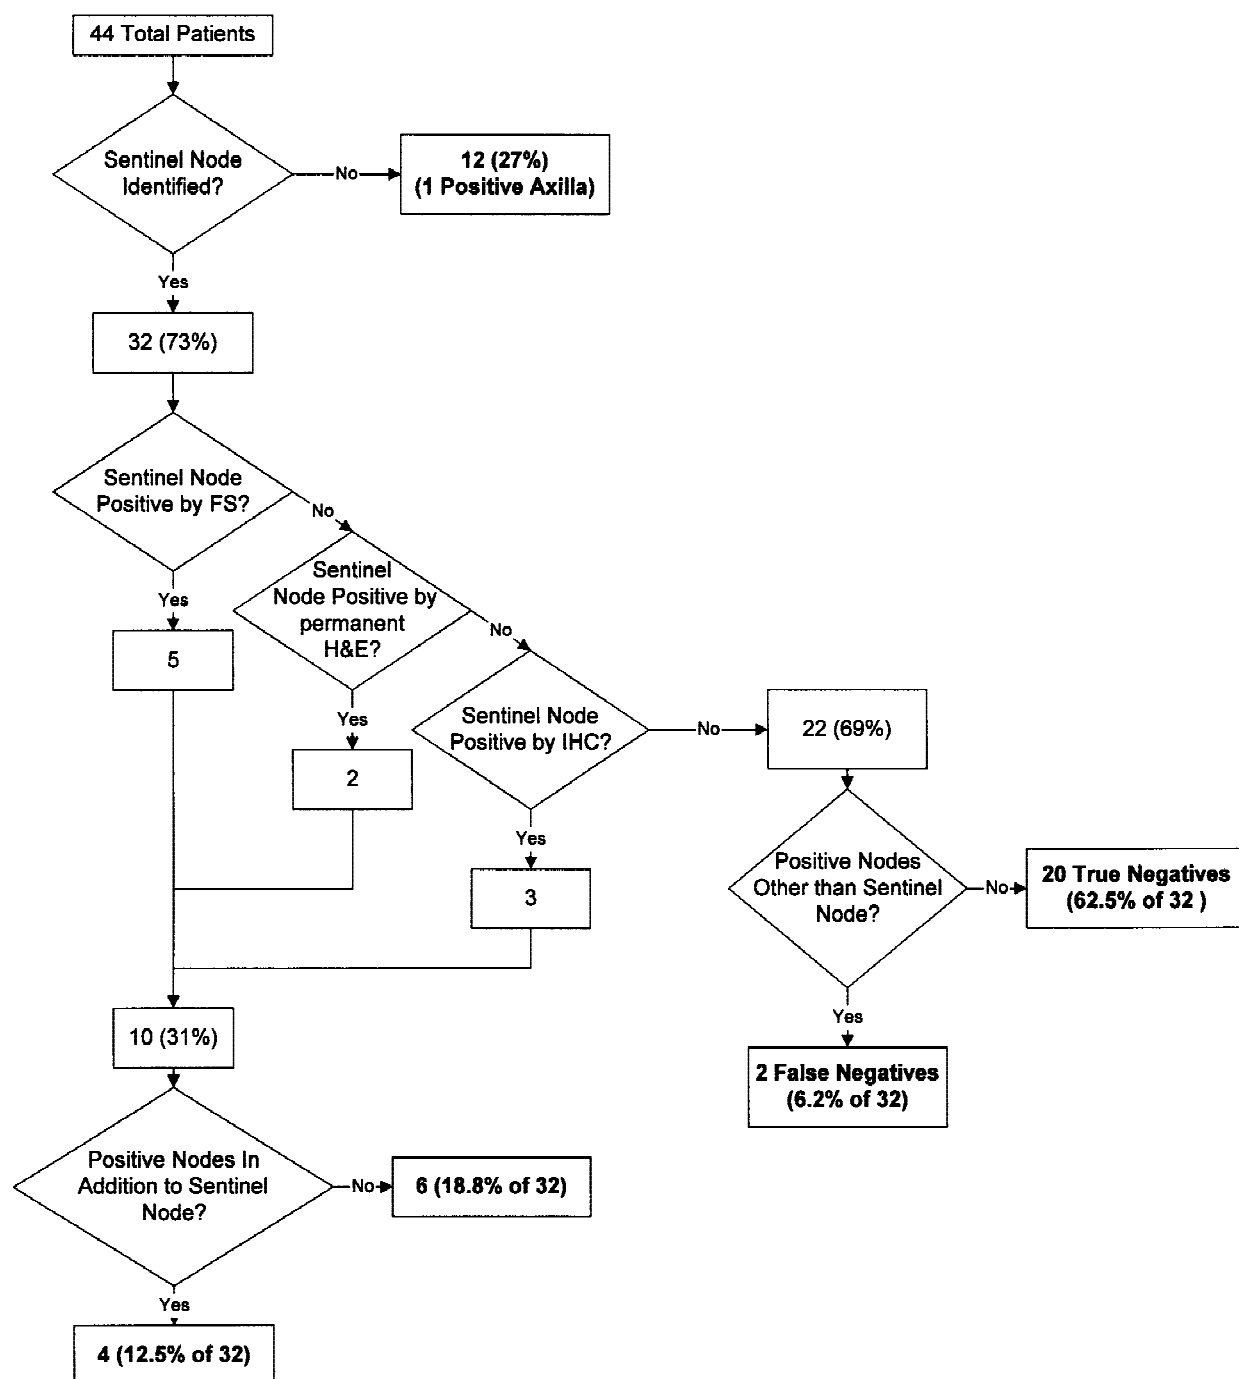 44 Total Patients
Sentinel Node
Identified?
No
12 (27%)
(1 Positive Axilla)
Yes
32 (73%)
Sentinel Node
Positive by FS?
No
Yes
5
Sentinel
Node Positive by
permanent
H&E?
No
Yes
2
Sentinel Node
Positive by IHC?
No
22 (69%)
Yes
3
Positive Nodes
Other than Sentinel
Node?
No
20 True Negatives
(62.5% of 32 )
Yes
2 False Negatives
(6.2% of 32)
10 (31%)
Positive Nodes In
Addition to Sentinel
Node?
No
6 (18.8% of 32)
Yes
4 (12.5% of 32)